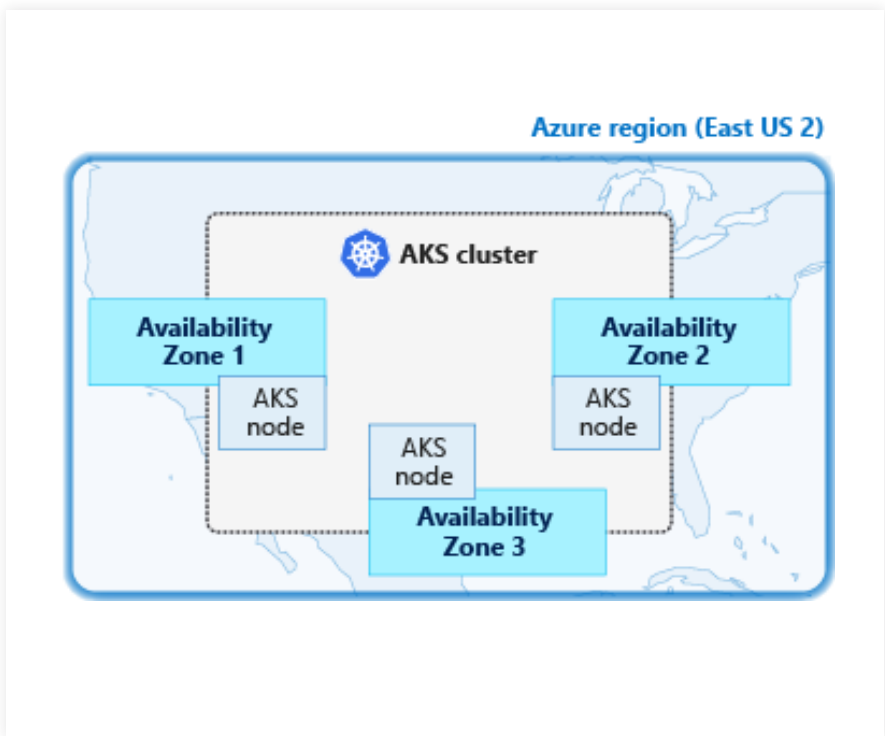 Azure region (East US 2)
AKS cluster
Availability
Zone 1
Availability
Zone 2
AKS
node
AKS
node
AKS
node
Availability
Zone 3